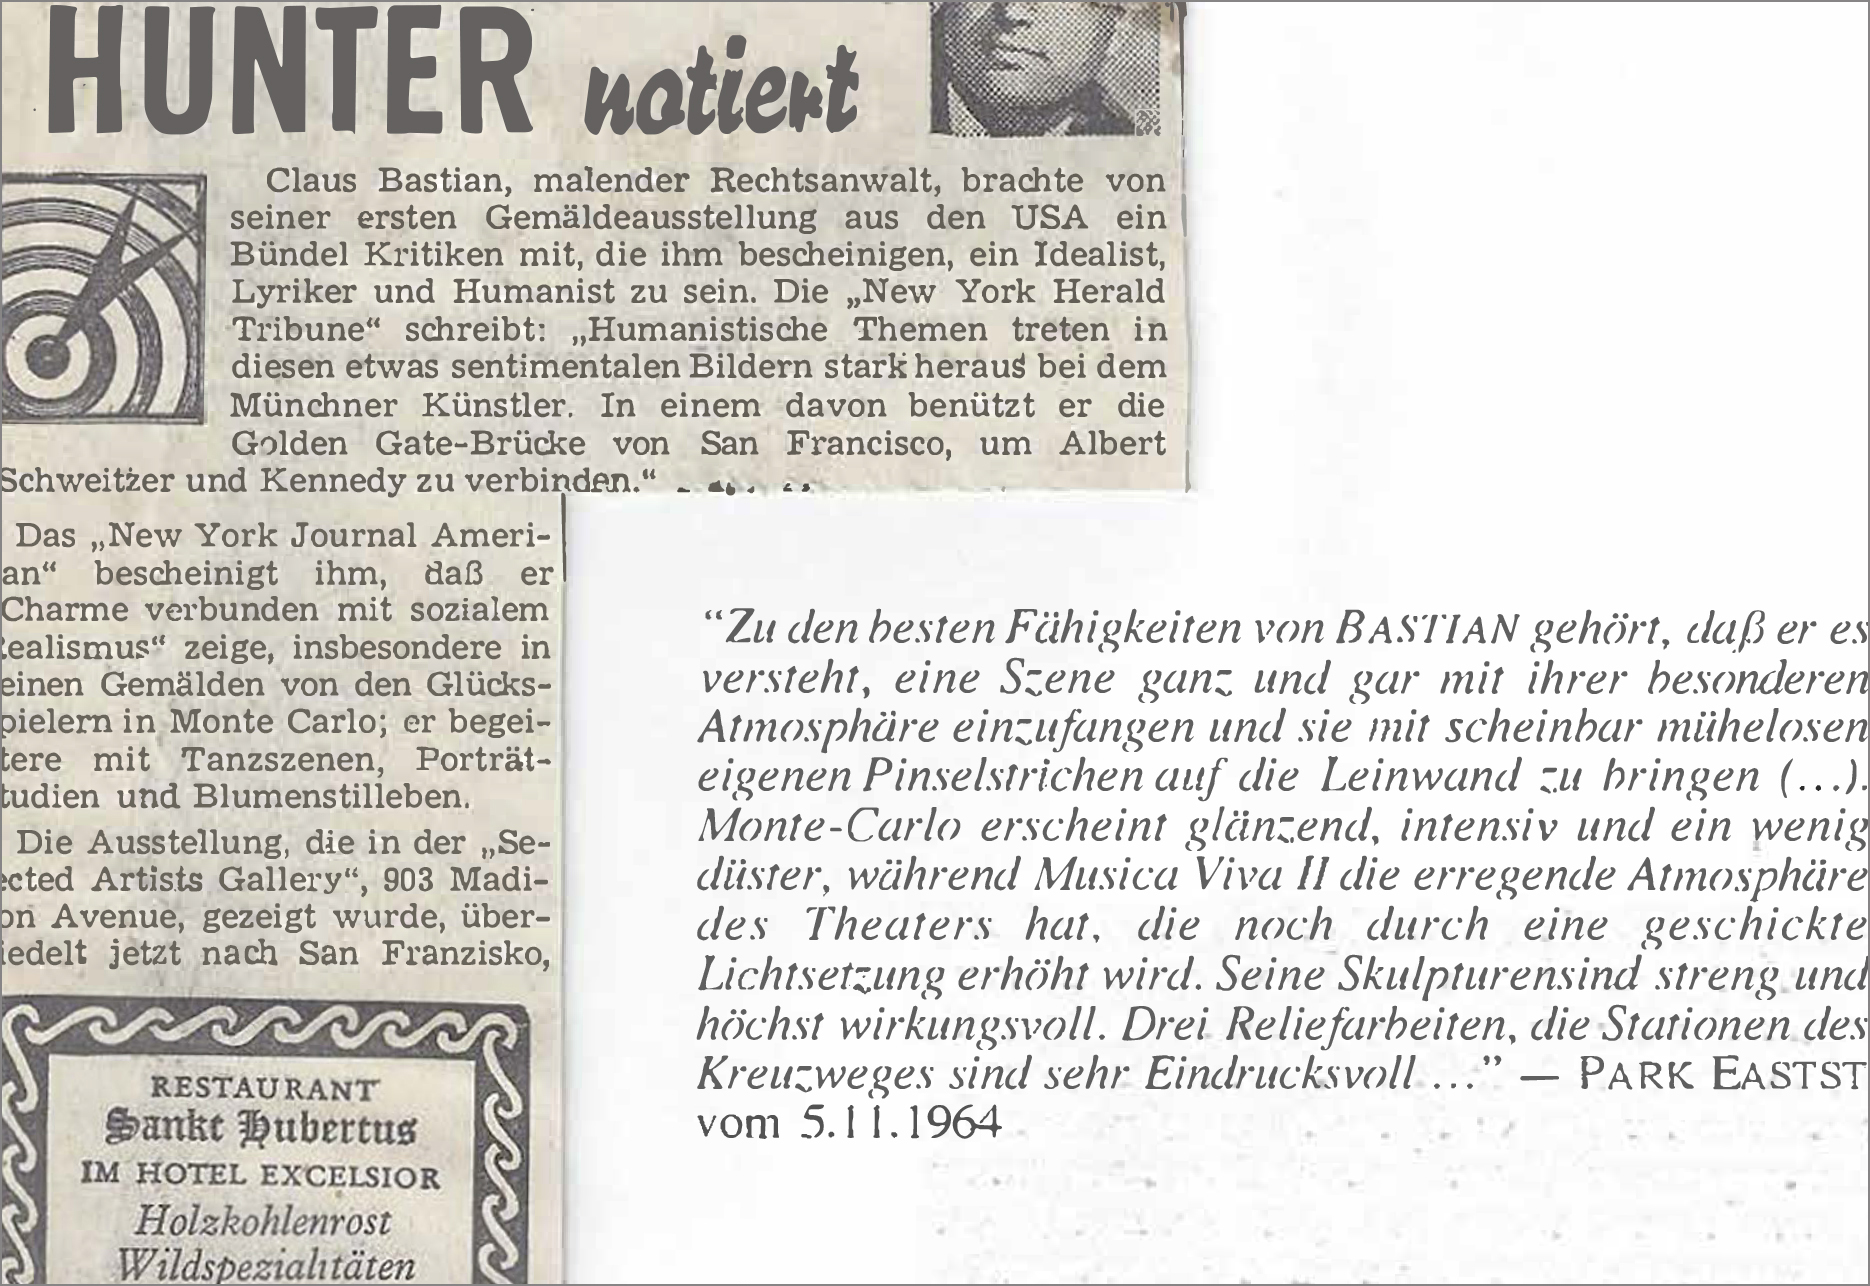 HUNTER notiert
Claus Bastian, malender Rechtsanwalt, brachte von
seiner ersten Gemäldeausstellung aus den USA ein
Bündel Kritiken mit, die ihm bescheinigen, ein Idealist,
Lyriker und Humanist zu sein. Die „New York Herald
Tribune“ schreibt: „Humanistische Themen treten in
diesen etwas sentimentalen Bildern stark heraus bei dem
Münchner Künstler. In einem davon benützt er die
Golden Gate-Brücke von San Francisco, um Albert
Schweitzer und Kennedy zu verbinden.“
Das „New York Journal Ameri-
an“ bescheinigt ihm, daß er
Charme verbunden mit sozialem
ealismus“ zeige, insbesondere in
einen Gemälden von den Glücks-
pielern in Monte Carlo; er begei-
tere mit Tanzszenen, Porträt-
tudien und Blumenstilleben.
Die Ausstellung, die in der „Se-
cted Artists Gallery“, 903 Madi-
on Avenue, gezeigt wurde, über-
iedelt jetzt nach San Franzisko,
RESTAURANT
Sankt Hubertus
IM HOTEL EXCELSIOR
Holzkohlenrost
Wildspezialitäten
“Zu den besten Fähigkeiten von BASTIAN gehört, daß er es
versteht, eine Szene ganz und gar mit ihrer besonderen
Atmosphäre einzufangen und sie mit scheinbar mühelosen
eigenen Pinselstrichen auf die Leinwand zu bringen (...).
Monte-Carlo erscheint glänzend, intensiv und ein wenig
düster, während Musica Viva II die erregende Atmosphäre
des Theaters hat, die noch durch eine geschickte
Lichtsetzung erhöht wird. Seine Skulpturensind streng und
höchst wirkungsvoll. Drei Reliefarbeiten, die Stationen des
Kreuzweges sind sehr Eindrucksvoll ...” — PARK EASTST
vom 5.11.1964